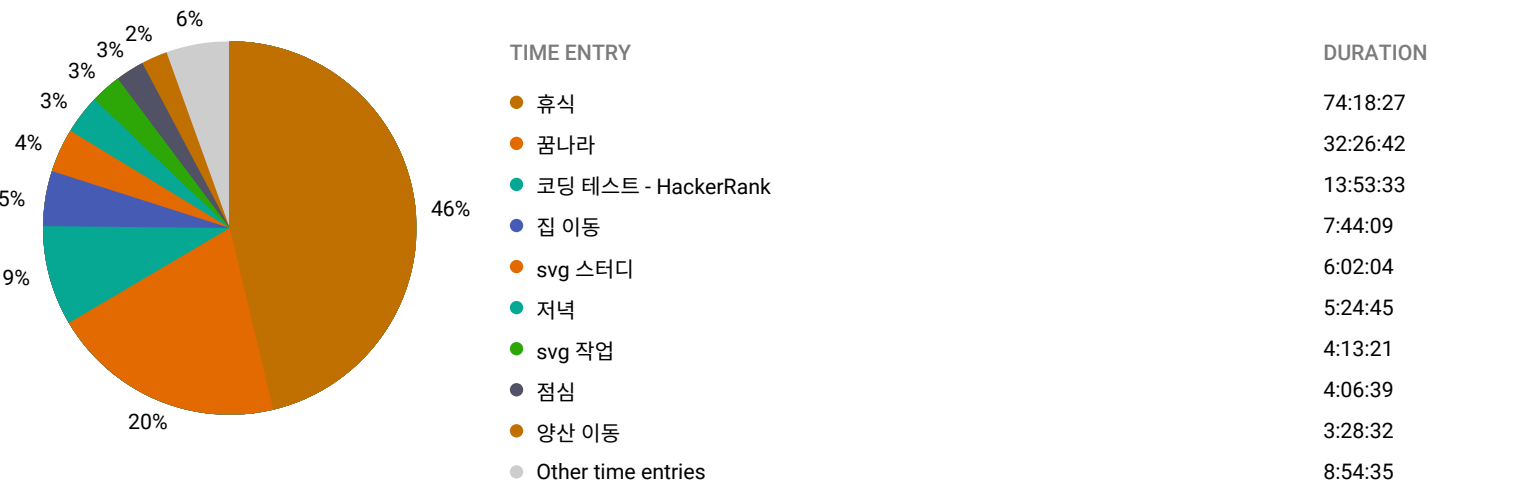 6%
2%
3%
3%
3%
4%
5%
9%
20%
46%
TIME ENTRY DURATION
휴식 74:18:27
꿈나라 32:26:42
코딩 테스트 - HackerRank 13:53:33
집 이동 7:44:09
svg 스터디 6:02:04
저녁 5:24:45
svg 작업 4:13:21
점심 4:06:39
양산 이동 3:28:32
Other time entries 8:54:35